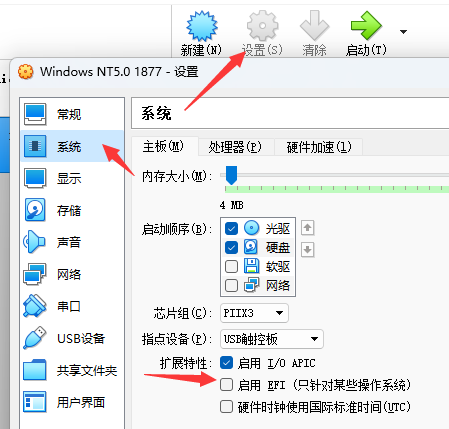 新建(N) 设置(S) 清除 启动(T)
Windows NT5.0 1877 - 设置
常规
系统
显示
存储
声音
网络
串口
USB设备
共享文件夹
用户界面
系统
主板(M) 处理器(P) 硬件加速(l)
内存大小(M):
4 MB
启动顺序(B):
光驱
硬盘
软驱
网络
芯片组(C): PIIX3
指点设备(P): USB触控板
扩展特性: 启用 I/O APIC
启用 EFI (只针对某些操作系统)
硬件时钟使用国际标准时间(UTC)